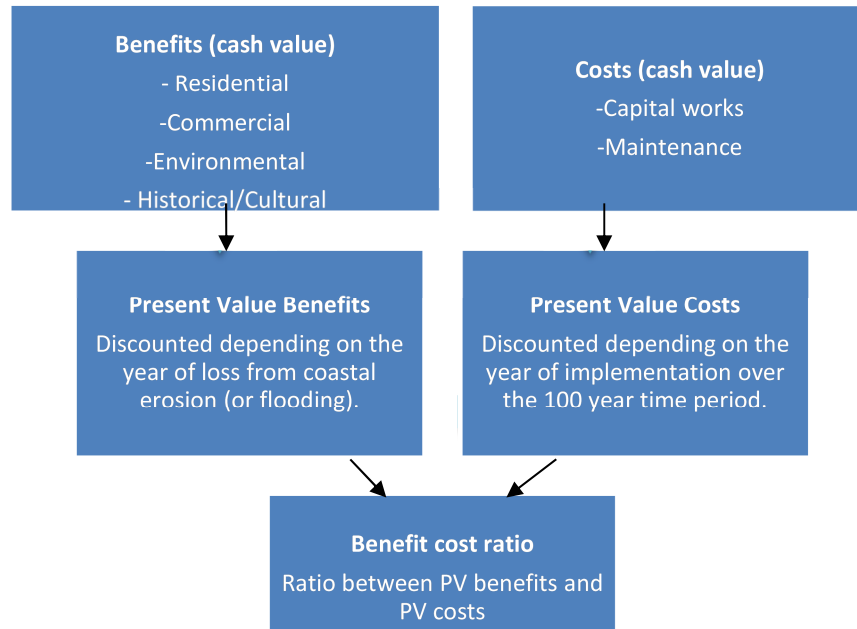 Benefits (cash value)
- Residential
-Commercial
-Environmental
- Historical/Cultural
Costs (cash value)
-Capital works
-Maintenance
Present Value Benefits
Discounted depending on the
year of loss from coastal
erosion (or flooding).
Present Value Costs
Discounted depending on the
year of implementation over
the 100 year time period.
Benefit cost ratio
Ratio between PV benefits and
PV costs